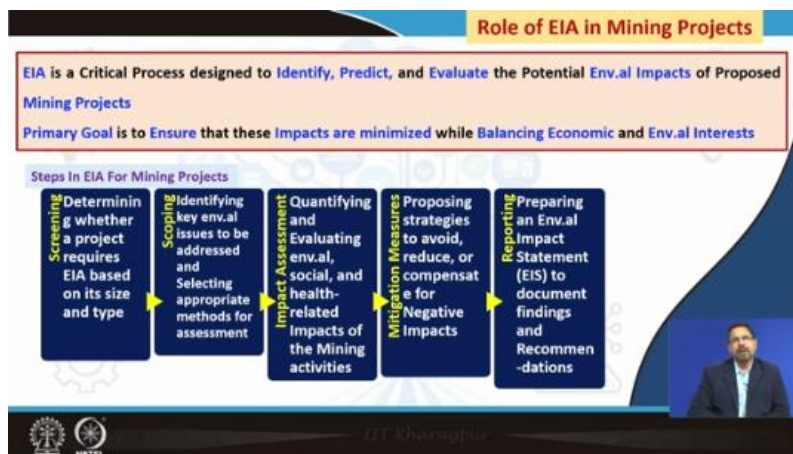 Role of EIA in Mining Projects
EIA is a Critical Process designed to Identify, Predict, and Evaluate the Potential Env.al Impacts of Proposed
Mining Projects
Primary Goal is to Ensure that these Impacts are minimized while Balancing Economic and Env.al Interests
Steps In EIA For Mining Projects
Screening
Determinin
g whether
a project
requires
EIA based
on its size
and type
Scoping
Identifying
key env.al
issues to be
addressed
and
Selecting
appropriate
methods for
assessment
Impact Assessment
Quantifying
and
Evaluating
env.al,
social, and
health-
related
Impacts of
the Mining
activities
Mitigation Measures
Proposing
strategies
to avoid,
reduce, or
compensat
e for
Negative
Impacts
Reporting
Preparing
an Env.al
Impact
Statement
(EIS) to
document
findings
and
Recommen
-dations
IIT Kharagpur
NPTEL